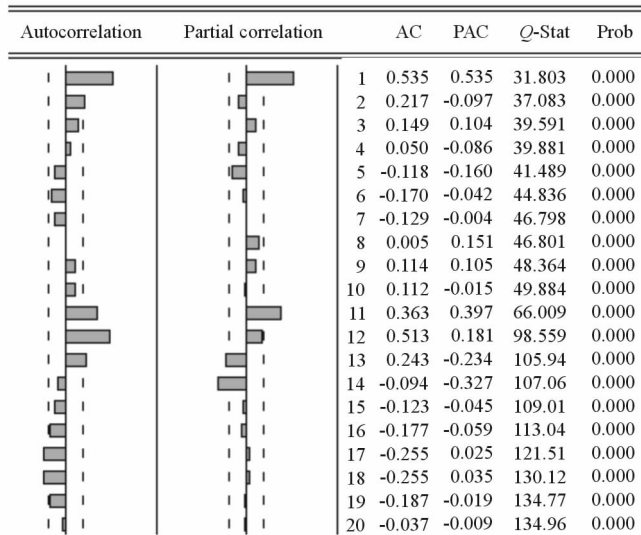 Autocorrelation Partial correlation AC PAC Q-Stat Prob
1 0.535 0.535 31.803 0.000
2 0.217 -0.097 37.083 0.000
3 0.149 0.104 39.591 0.000
4 0.050 -0.086 39.881 0.000
5 -0.118 -0.160 41.489 0.000
6 -0.170 -0.042 44.836 0.000
7 -0.129 -0.004 46.798 0.000
8 0.005 0.151 46.801 0.000
9 0.114 0.105 48.364 0.000
10 0.112 -0.015 49.884 0.000
11 0.363 0.397 66.009 0.000
12 0.513 0.181 98.559 0.000
13 0.243 -0.234 105.94 0.000
14 -0.094 -0.327 107.06 0.000
15 -0.123 -0.045 109.01 0.000
16 -0.177 -0.059 113.04 0.000
17 -0.255 0.025 121.51 0.000
18 -0.255 0.035 130.12 0.000
19 -0.187 -0.019 134.77 0.000
20 -0.037 -0.009 134.96 0.000